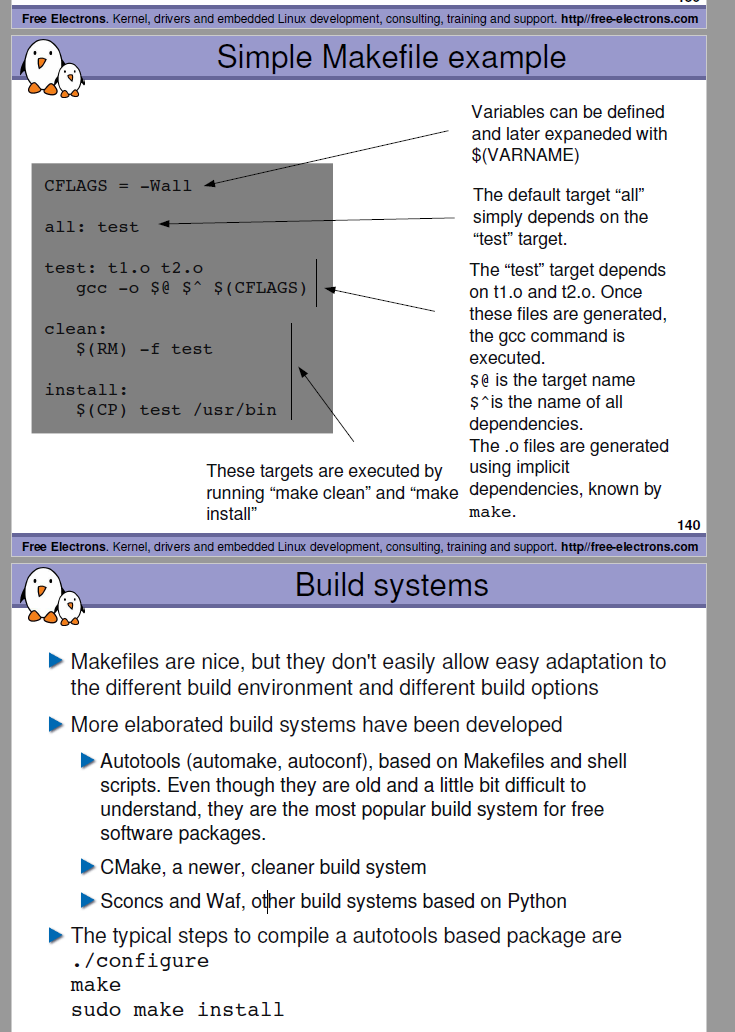 Free Electrons. Kernel, drivers and embedded Linux development, consulting, training and support. http//free-electrons.com
Simple Makefile example
Variables can be defined
and later expaneded with
$(VARNAME)
CFLAGS = -Wall
all: test
test: t1.o t2.o
gcc -o $@ $^ $(CFLAGS)
clean:
$(RM) -f test
install:
$(CP) test /usr/bin
The default target “all”
simply depends on the
“test” target.
The “test” target depends
on t1.o and t2.o. Once
these files are generated,
the gcc command is
executed.
$@ is the target name
$^is the name of all
dependencies.
The .o files are generated
using implicit
dependencies, known by
make.
These targets are executed by
running “make clean” and “make
install”
140
Free Electrons. Kernel, drivers and embedded Linux development, consulting, training and support. http//free-electrons.com
Build systems
Makefiles are nice, but they don't easily allow easy adaptation to
the different build environment and different build options
More elaborated build systems have been developed
Autotools (automake, autoconf), based on Makefiles and shell
scripts. Even though they are old and a little bit difficult to
understand, they are the most popular build system for free
software packages.
CMake, a newer, cleaner build system
Sconcs and Waf, other build systems based on Python
The typical steps to compile a autotools based package are
./configure
make
sudo make install